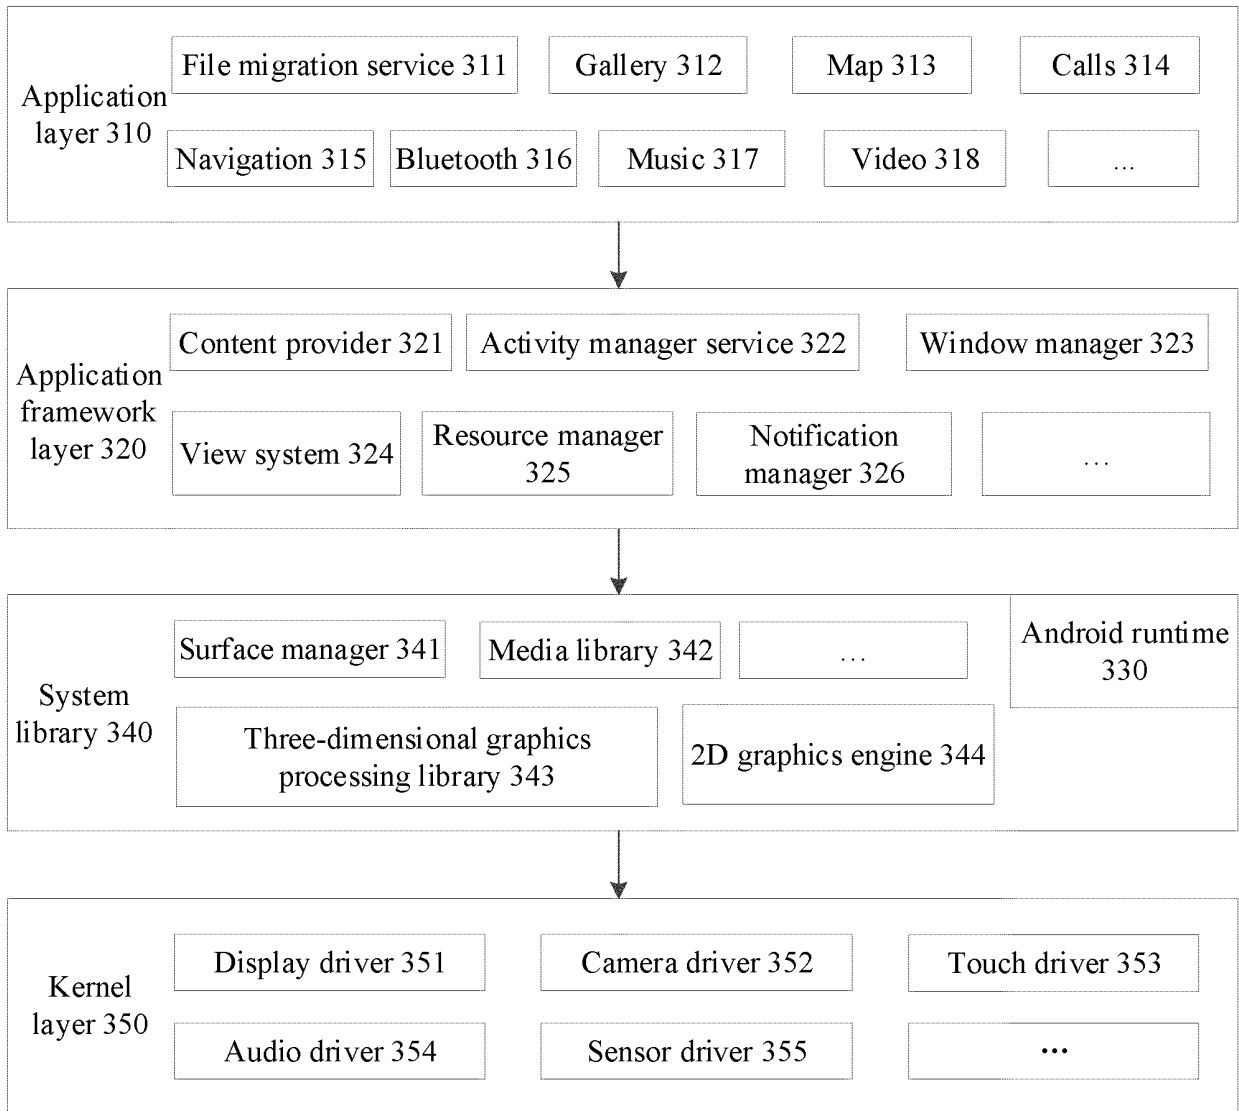 File migration service 311
Gallery 312
Map 313
Calls 314
Application
layer 310
Navigation 315
Bluetooth 316
Music 317
Video 318
...
Content provider 321
Activity manager service 322
Window manager 323
Application
framework
layer 320
View system 324
Resource manager
325
Notification
manager 326
...
Surface manager 341
Media library 342
...
Android runtime
330
System
library 340
Three-dimensional graphics
processing library 343
2D graphics engine 344
Display driver 351
Camera driver 352
Touch driver 353
Kernel
layer 350
Audio driver 354
Sensor driver 355
...